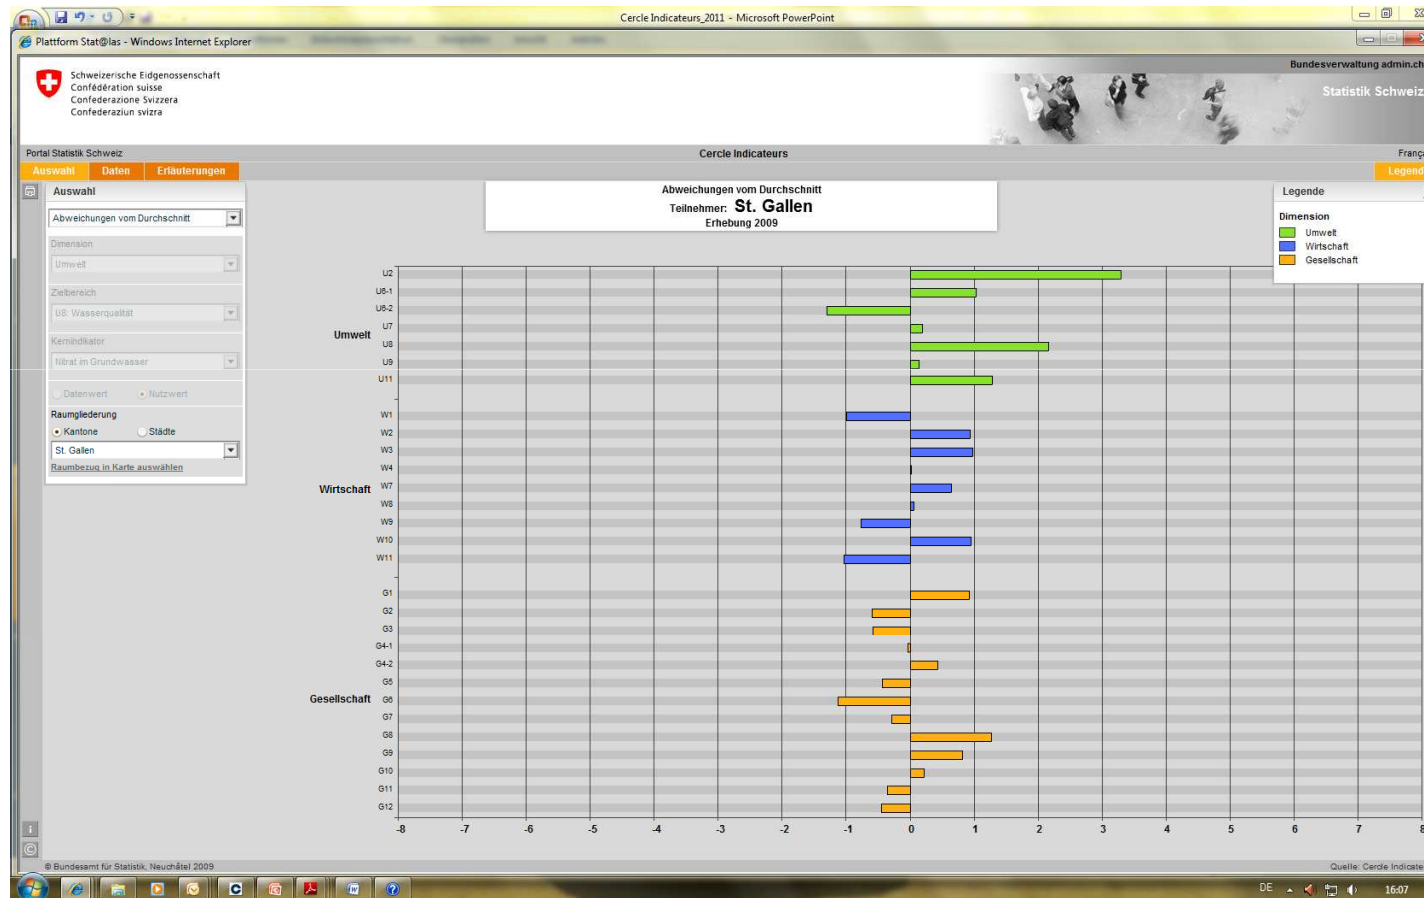 Cercle Indicateurs_2011 - Microsoft PowerPoint
Plattform Stat@las - Windows Internet Explorer
Bundesverwaltung admin.ch
Schweizerische Eidgenossenschaft
Confédération suisse
Confederazione Svizzera
Confederaziun svizra
Statistik Schweiz
Portal Statistik Schweiz
Cercle Indicateurs
França
Auswahl
Daten
Erläuterungen
Legend
Auswahl
Abweichungen vom Durchschnitt
Dimension
Umwelt
Zielbereich
U8: Wasserqualität
Kernindikator
Nitrat im Grundwasser
Datenwert
Nutzwert
Raumgliederung
Kantone
Städte
St. Gallen
Raumbezug in Karte auswählen
Abweichungen vom Durchschnitt
Teilnehmer: St. Gallen
Erhebung 2009
Legende
Dimension
Umwelt
Wirtschaft
Gesellschaft
Umwelt
U2
U6-1
U6-2
U7
U8
U9
U11
Wirtschaft
W1
W2
W3
W4
W7
W8
W9
W10
W11
Gesellschaft
G1
G2
G3
G4-1
G4-2
G5
G6
G7
G8
G9
G10
G11
G12
-8 -7 -6 -5 -4 -3 -2 -1 0 1 2 3 4 5 6 7 8
© Bundesamt für Statistik, Neuchâtel 2009
Quelle: Cercle Indicate
DE
16:07